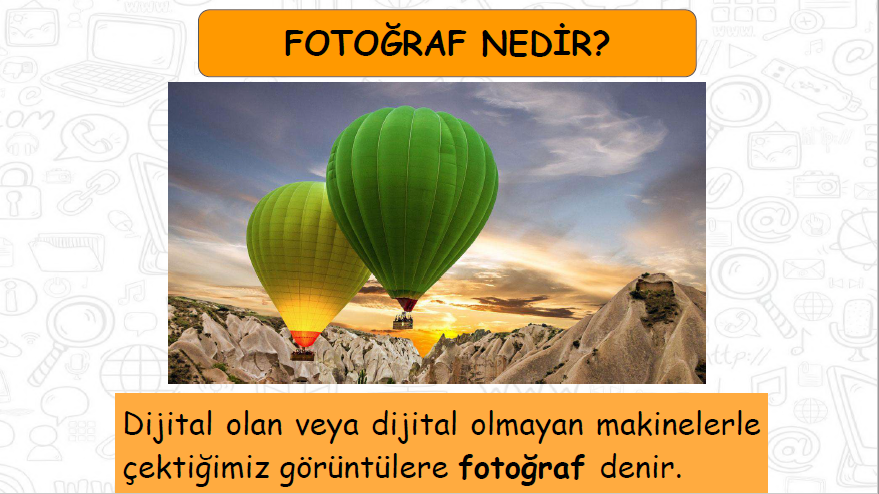 FOTOĞRAF NEDİR?
Dijital olan veya dijital olmayan makinelerle
çektiğimiz görüntülere fotoğraf denir.